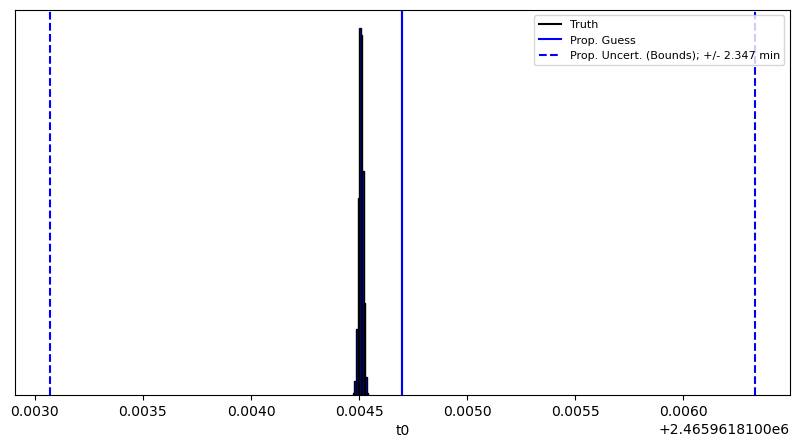 Truth
Prop. Guess
Prop. Uncert. (Bounds); +/- 2.347 min
0.0030 0.0035 0.0040 0.0045 0.0050 0.0055 0.0060
t0
+2.4659618100e6